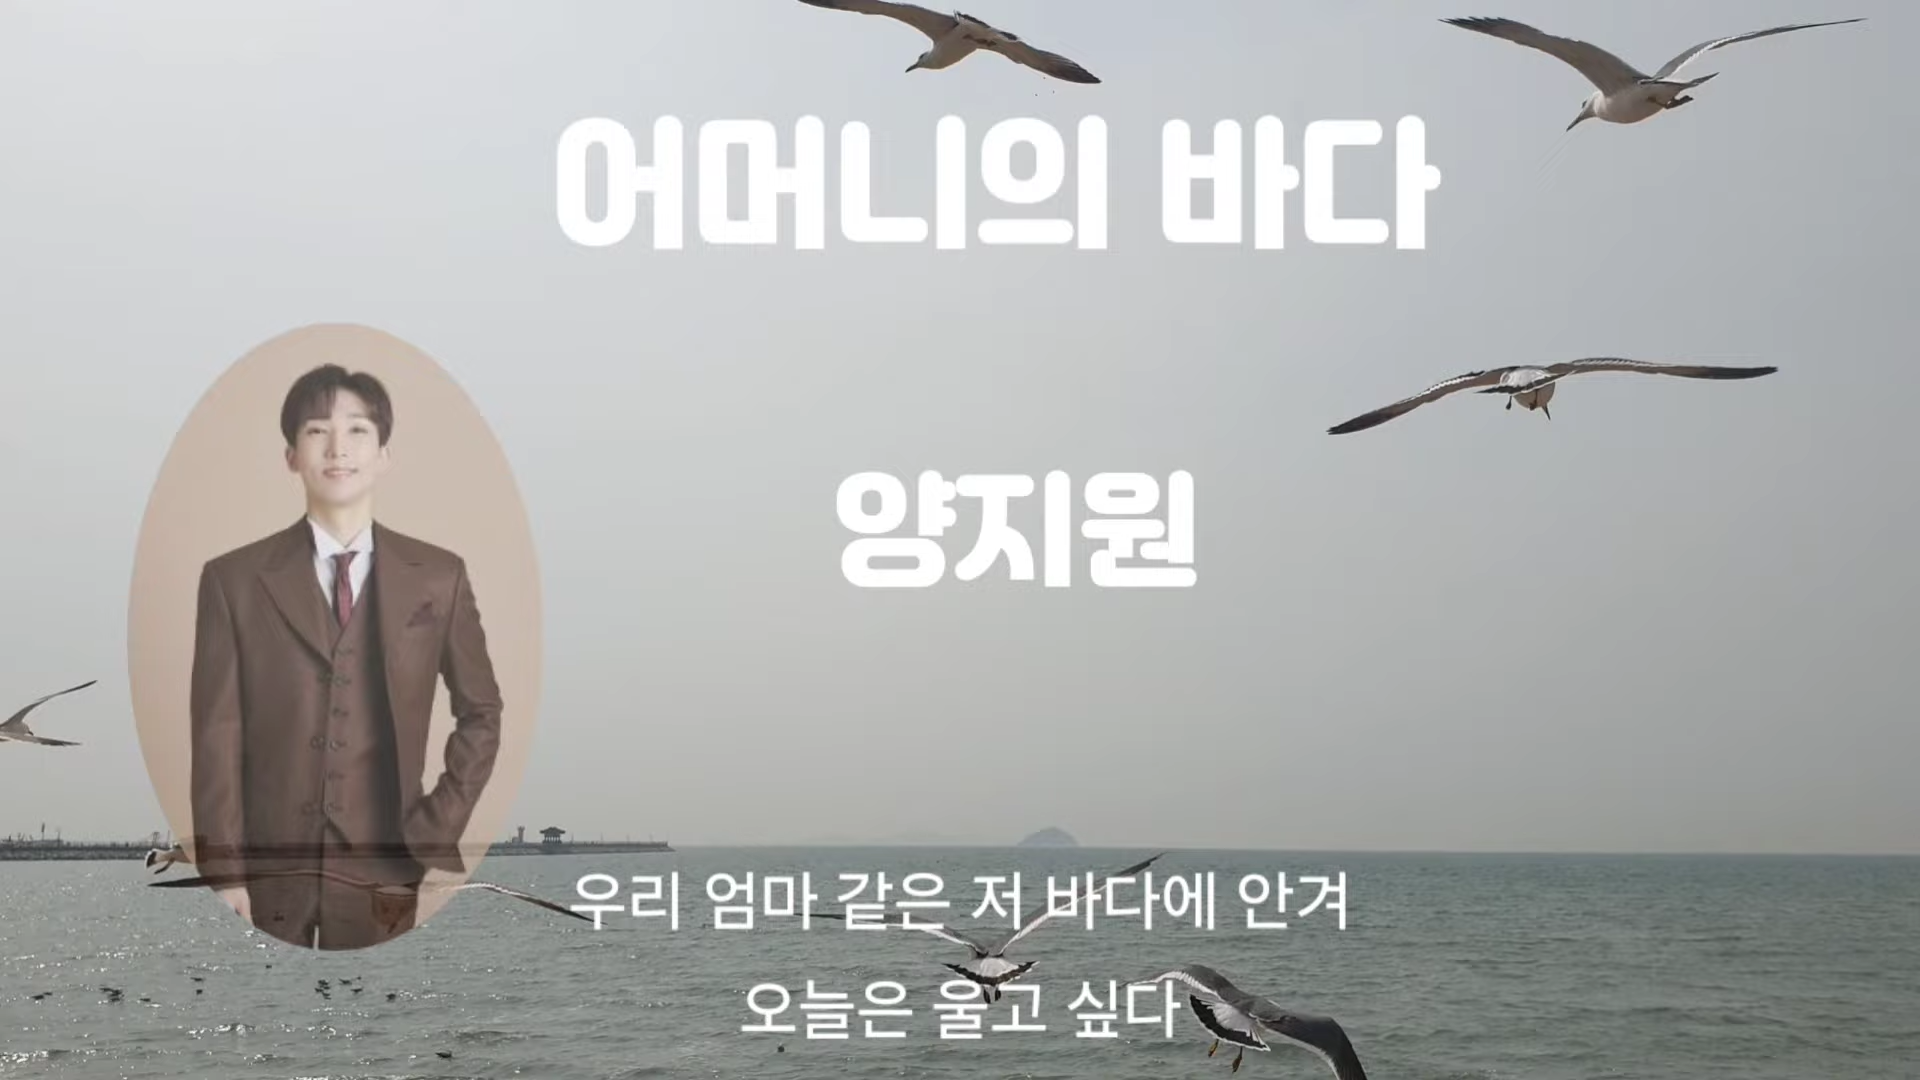 어머니의 바다
양지원
우리 엄마 같은 저 바다에 안겨
오늘은 울고 싶다